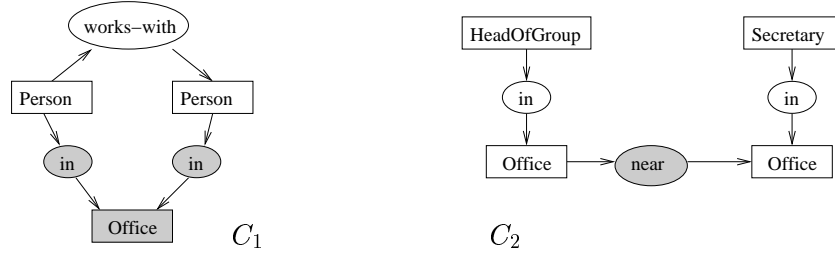 works-with
HeadOfGroup Secretary
Person Person in in
in in
Office near Office
Office C1 C2